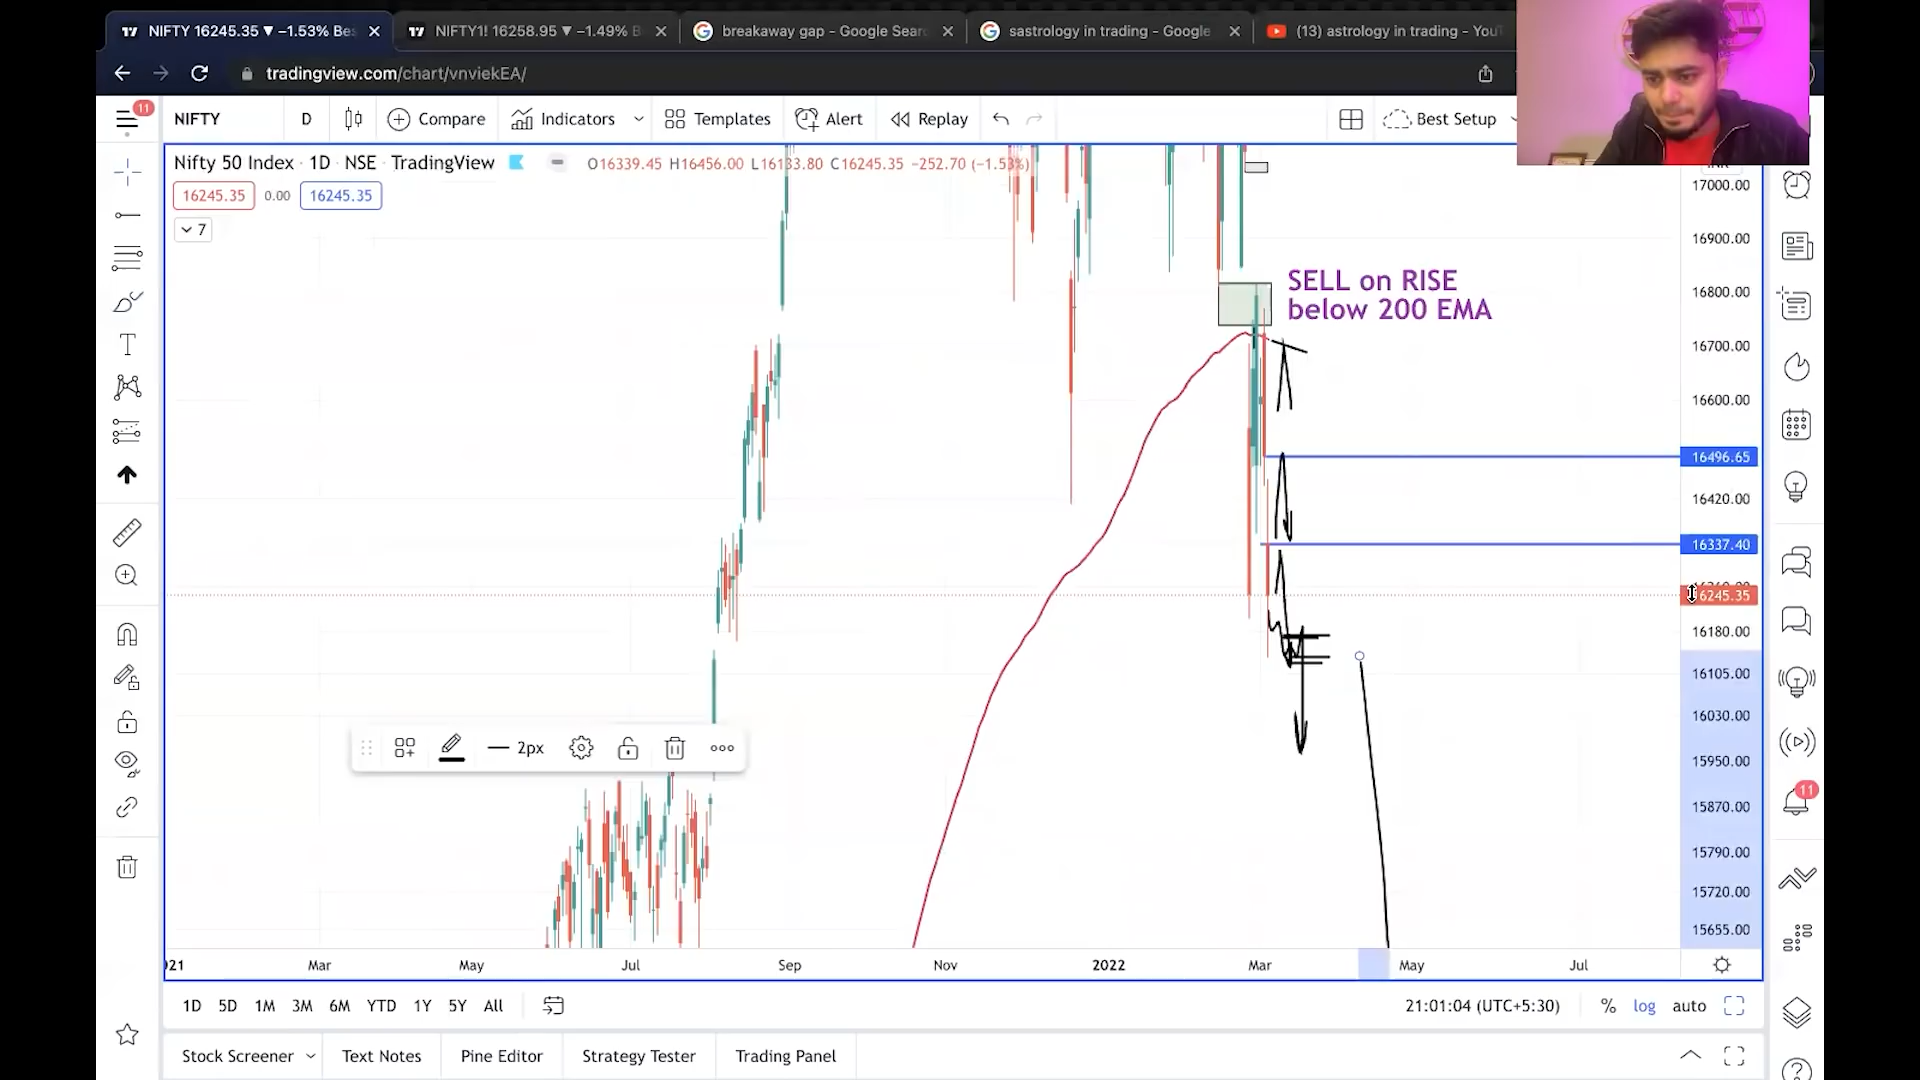 NIFTY 16245.35 ▼ −1.53% Bes
NIFTY1! 16258.95 ▼ −1.49% B
breakaway gap - Google Sear
sastrology in trading - Google
(13) astrology in trading - You
tradingview.com/chart/vnviekEA/
11
NIFTY
D
Compare
Indicators
Templates
Alert
Replay
Best Setup
Nifty 50 Index · 1D · NSE · TradingView
O16339.45 H16456.00 L16133.80 C16245.35 −252.70 (−1.53%)
16245.35
0.00
16245.35
7
SELL on RISE
below 200 EMA
17000.00
16900.00
16800.00
16700.00
16600.00
16496.65
16420.00
16337.40
16245.35
16180.00
16105.00
16030.00
15950.00
15870.00
15790.00
15720.00
15655.00
2px
11
Mar
May
Jul
Sep
Nov
2022
Mar
May
Jul
1D 5D 1M 3M 6M YTD 1Y 5Y All
21:01:04 (UTC+5:30)
%
log
auto
Stock Screener
Text Notes
Pine Editor
Strategy Tester
Trading Panel